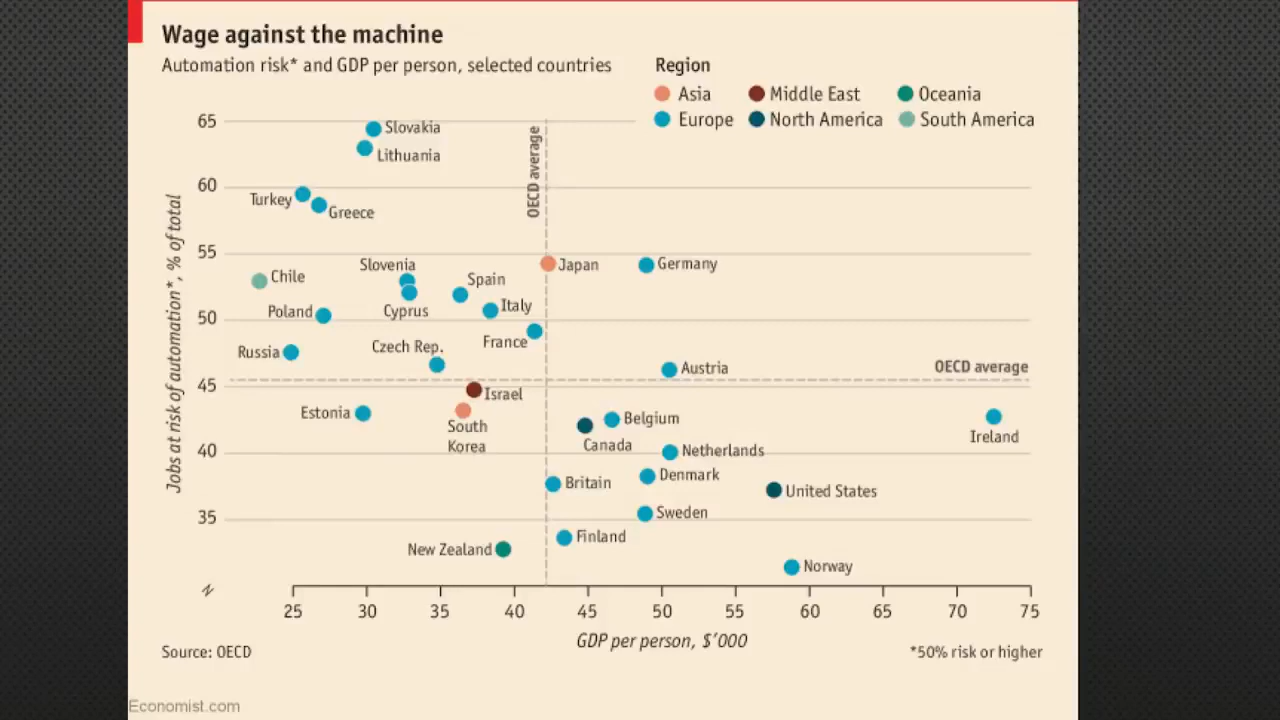 Wage against the machine
Automation risk* and GDP per person, selected countries
Region
Asia
Middle East
Oceania
Europe
North America
South America
Jobs at risk of automation*, % of total
65
60
55
50
45
40
35
OECD average
OECD average
Slovakia
Lithuania
Turkey
Greece
Chile
Slovenia
Cyprus
Spain
Japan
Germany
Poland
Italy
France
Russia
Czech Rep.
Austria
Israel
Estonia
South
Korea
Canada
Belgium
Ireland
Netherlands
Britain
Denmark
United States
Sweden
Finland
New Zealand
Norway
25 30 35 40 45 50 55 60 65 70 75
GDP per person, $’000
Source: OECD
*50% risk or higher
Economist.com